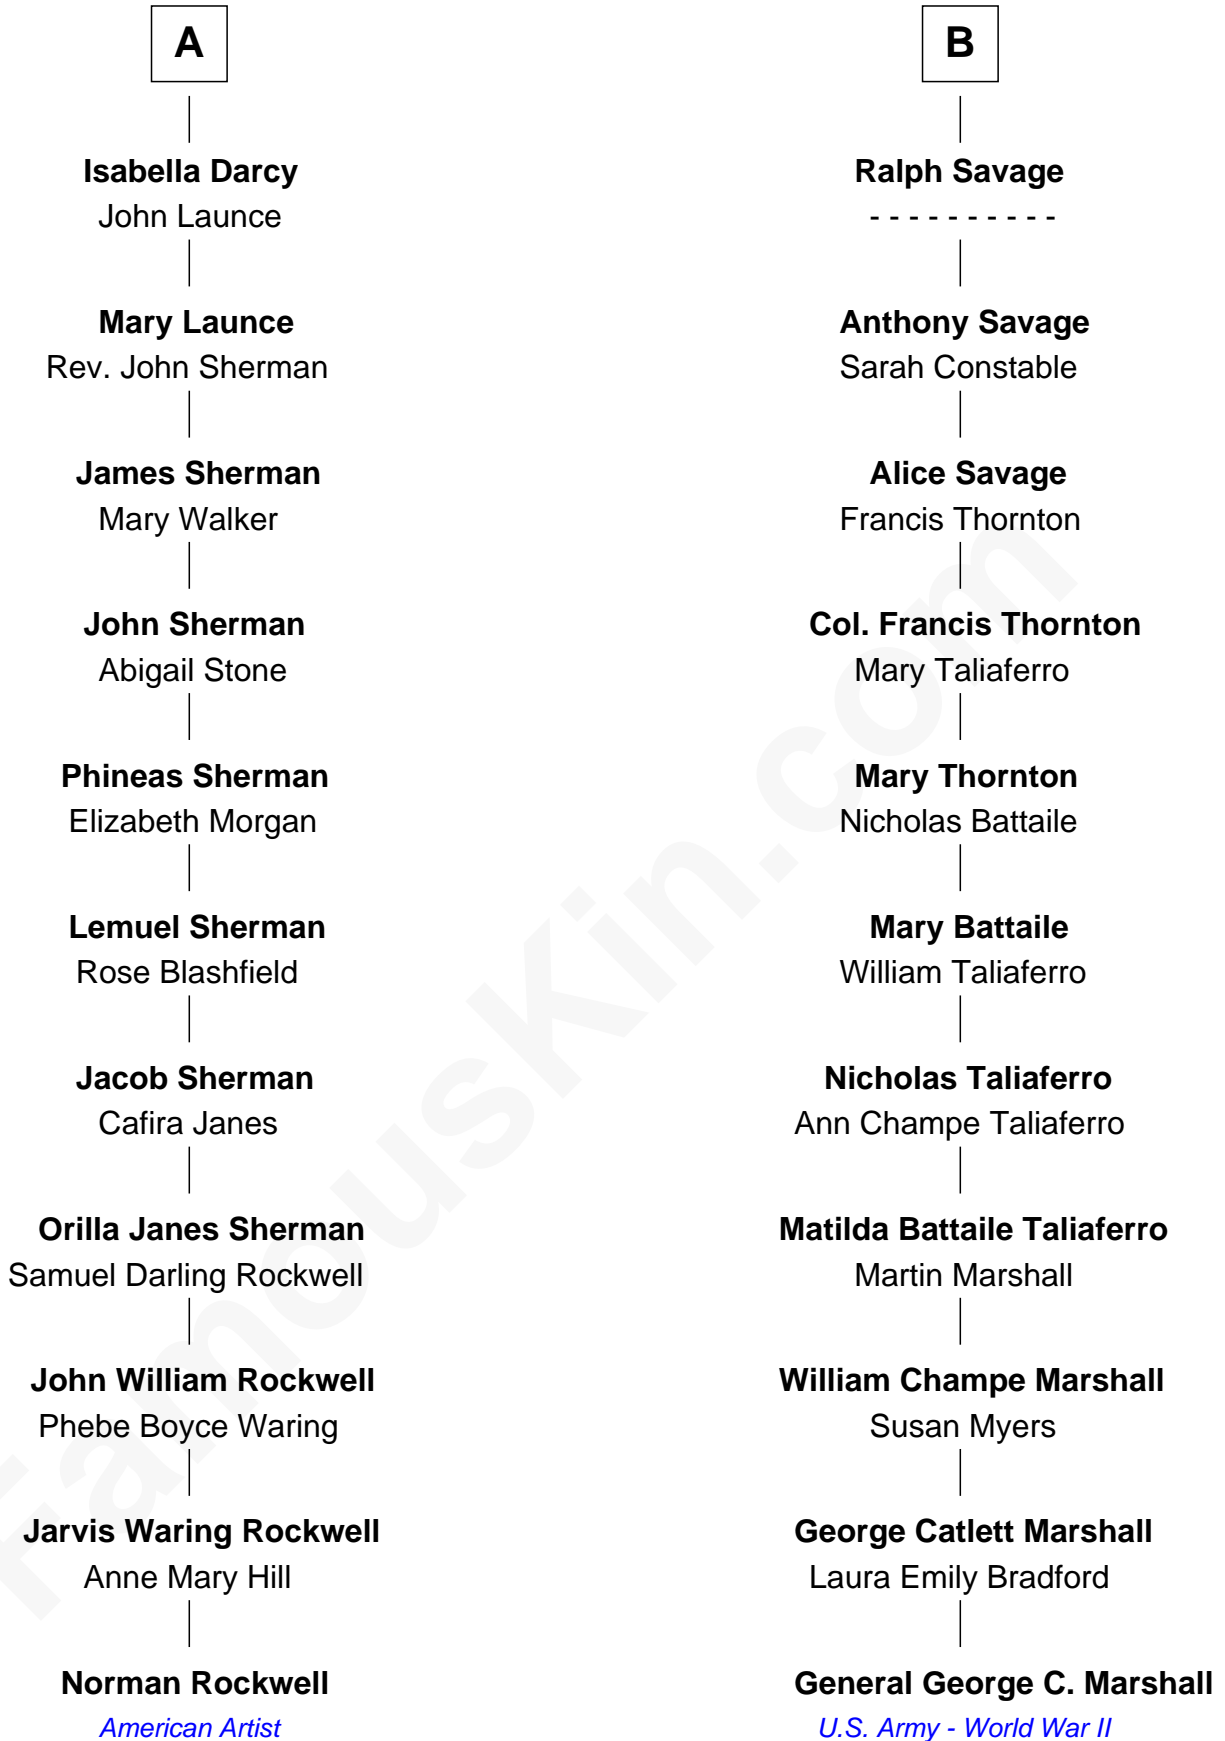 A
Isabella Darcy
John Launce
Mary Launce
Rev. John Sherman
James Sherman
Mary Walker
John Sherman
Abigail Stone
Phineas Sherman
Elizabeth Morgan
Lemuel Sherman
Rose Blashfield
Jacob Sherman
Cafira Janes
Orilla Janes Sherman
Samuel Darling Rockwell
John William Rockwell
Phebe Boyce Waring
Jarvis Waring Rockwell
Anne Mary Hill
Norman Rockwell
American Artist
B
Ralph Savage
- - - - - - - - - -
Anthony Savage
Sarah Constable
Alice Savage
Francis Thornton
Col. Francis Thornton
Mary Taliaferro
Mary Thornton
Nicholas Battaile
Mary Battaile
William Taliaferro
Nicholas Taliaferro
Ann Champe Taliaferro
Matilda Battaile Taliaferro
Martin Marshall
William Champe Marshall
Susan Myers
George Catlett Marshall
Laura Emily Bradford
General George C. Marshall
U.S. Army - World War II
FamousKin.com